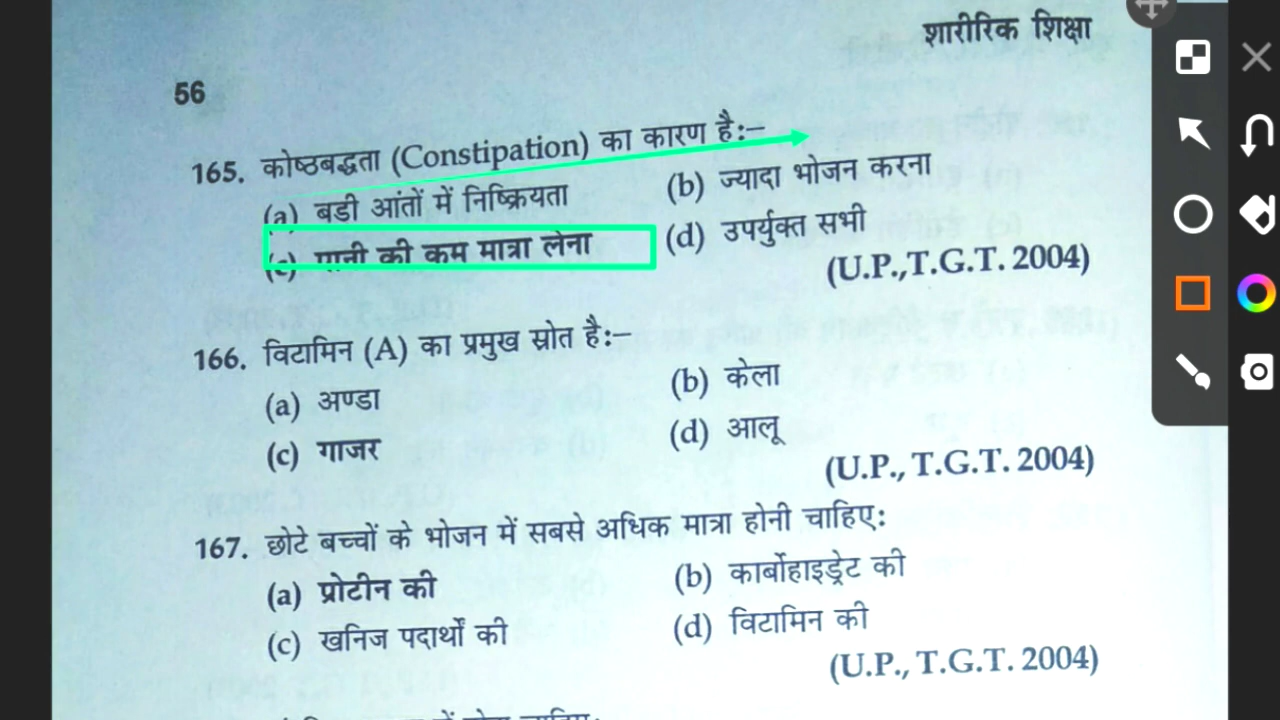 शारीरिक शिक्षा
56
165. कोष्ठबद्धता (Constipation) का कारण है:–
(a) बडी आंतों में निष्क्रियता (b) ज्यादा भोजन करना
(c) पानी की कम मात्रा लेना (d) उपर्युक्त सभी
(U.P.,T.G.T. 2004)
166. विटामिन (A) का प्रमुख स्रोत है:–
(a) अण्डा (b) केला
(c) गाजर (d) आलू
(U.P., T.G.T. 2004)
167. छोटे बच्चों के भोजन में सबसे अधिक मात्रा होनी चाहिए:
(a) प्रोटीन की (b) कार्बोहाइड्रेट की
(c) खनिज पदार्थों की (d) विटामिन की
(U.P., T.G.T. 2004)